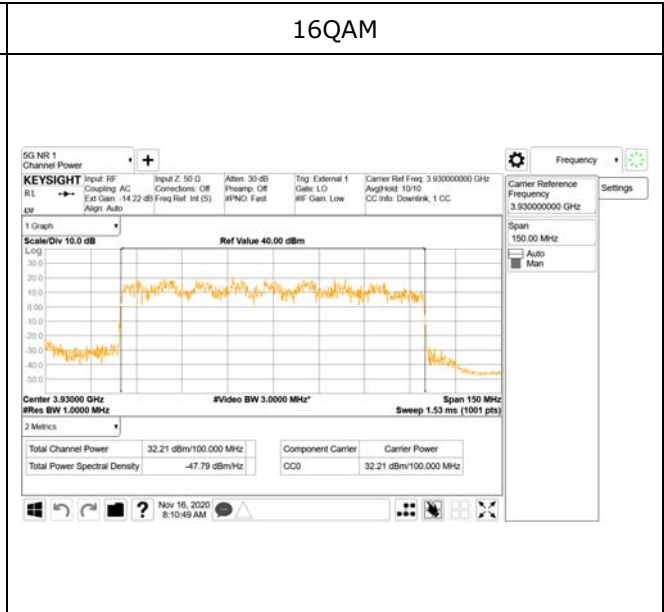 16QAM
5G NR 1
Channel Power
+
Frequency
KEYSIGHT
RL
Input: RF
Coupling: AC
Ext Gain: -14.22 dB
Align: Auto
Input Z: 50 Ω
Corrections: Off
Freq Ref: Int (S)
Atten: 30 dB
Preamp: Off
#PNO: Fast
Trig: External 1
Gate: LO
#IF Gain: Low
Carrier Ref Freq: 3.930000000 GHz
Avg|Hold: 10/10
CC Info: Downlink, 1 CC
Carrier Reference
Frequency
3.930000000 GHz
Settings
Span
150.00 MHz
Auto
Man
1 Graph
Scale/Div 10.0 dB
Ref Value 40.00 dBm
Log
30.0
20.0
10.0
0.00
-10.0
-20.0
-30.0
-40.0
-50.0
Center 3.93000 GHz
#Video BW 3.0000 MHz*
Span 150 MHz
#Res BW 1.0000 MHz
Sweep 1.53 ms (1001 pts)
2 Metrics
Total Channel Power 32.21 dBm/100.000 MHz
Total Power Spectral Density -47.79 dBm/Hz
Component Carrier Carrier Power
CC0 32.21 dBm/100.000 MHz
?
Nov 16, 2020
8:10:49 AM